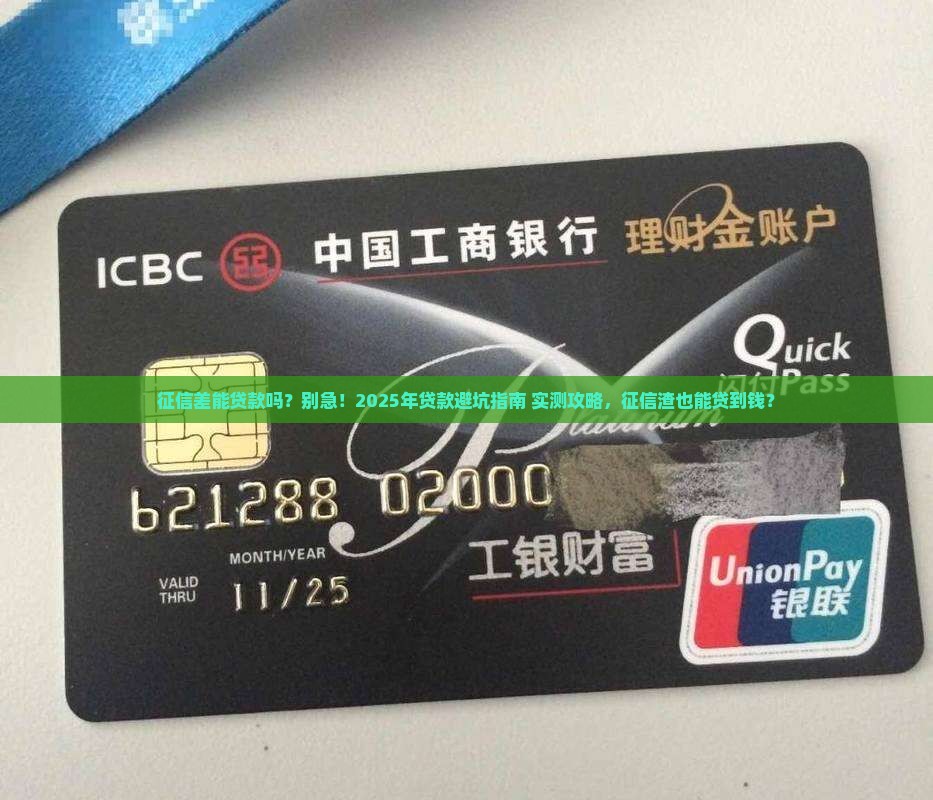 ICBC 中国工商银行 理财金账户
Quick
闪付Pass
征信差能贷款吗？别急！2025年贷款避坑指南 实测攻略，征信渣也能贷到钱？
Platinum
621288 02000
MONTH/YEAR
工银财富
VALID
THRU
11/25
UnionPay
银联